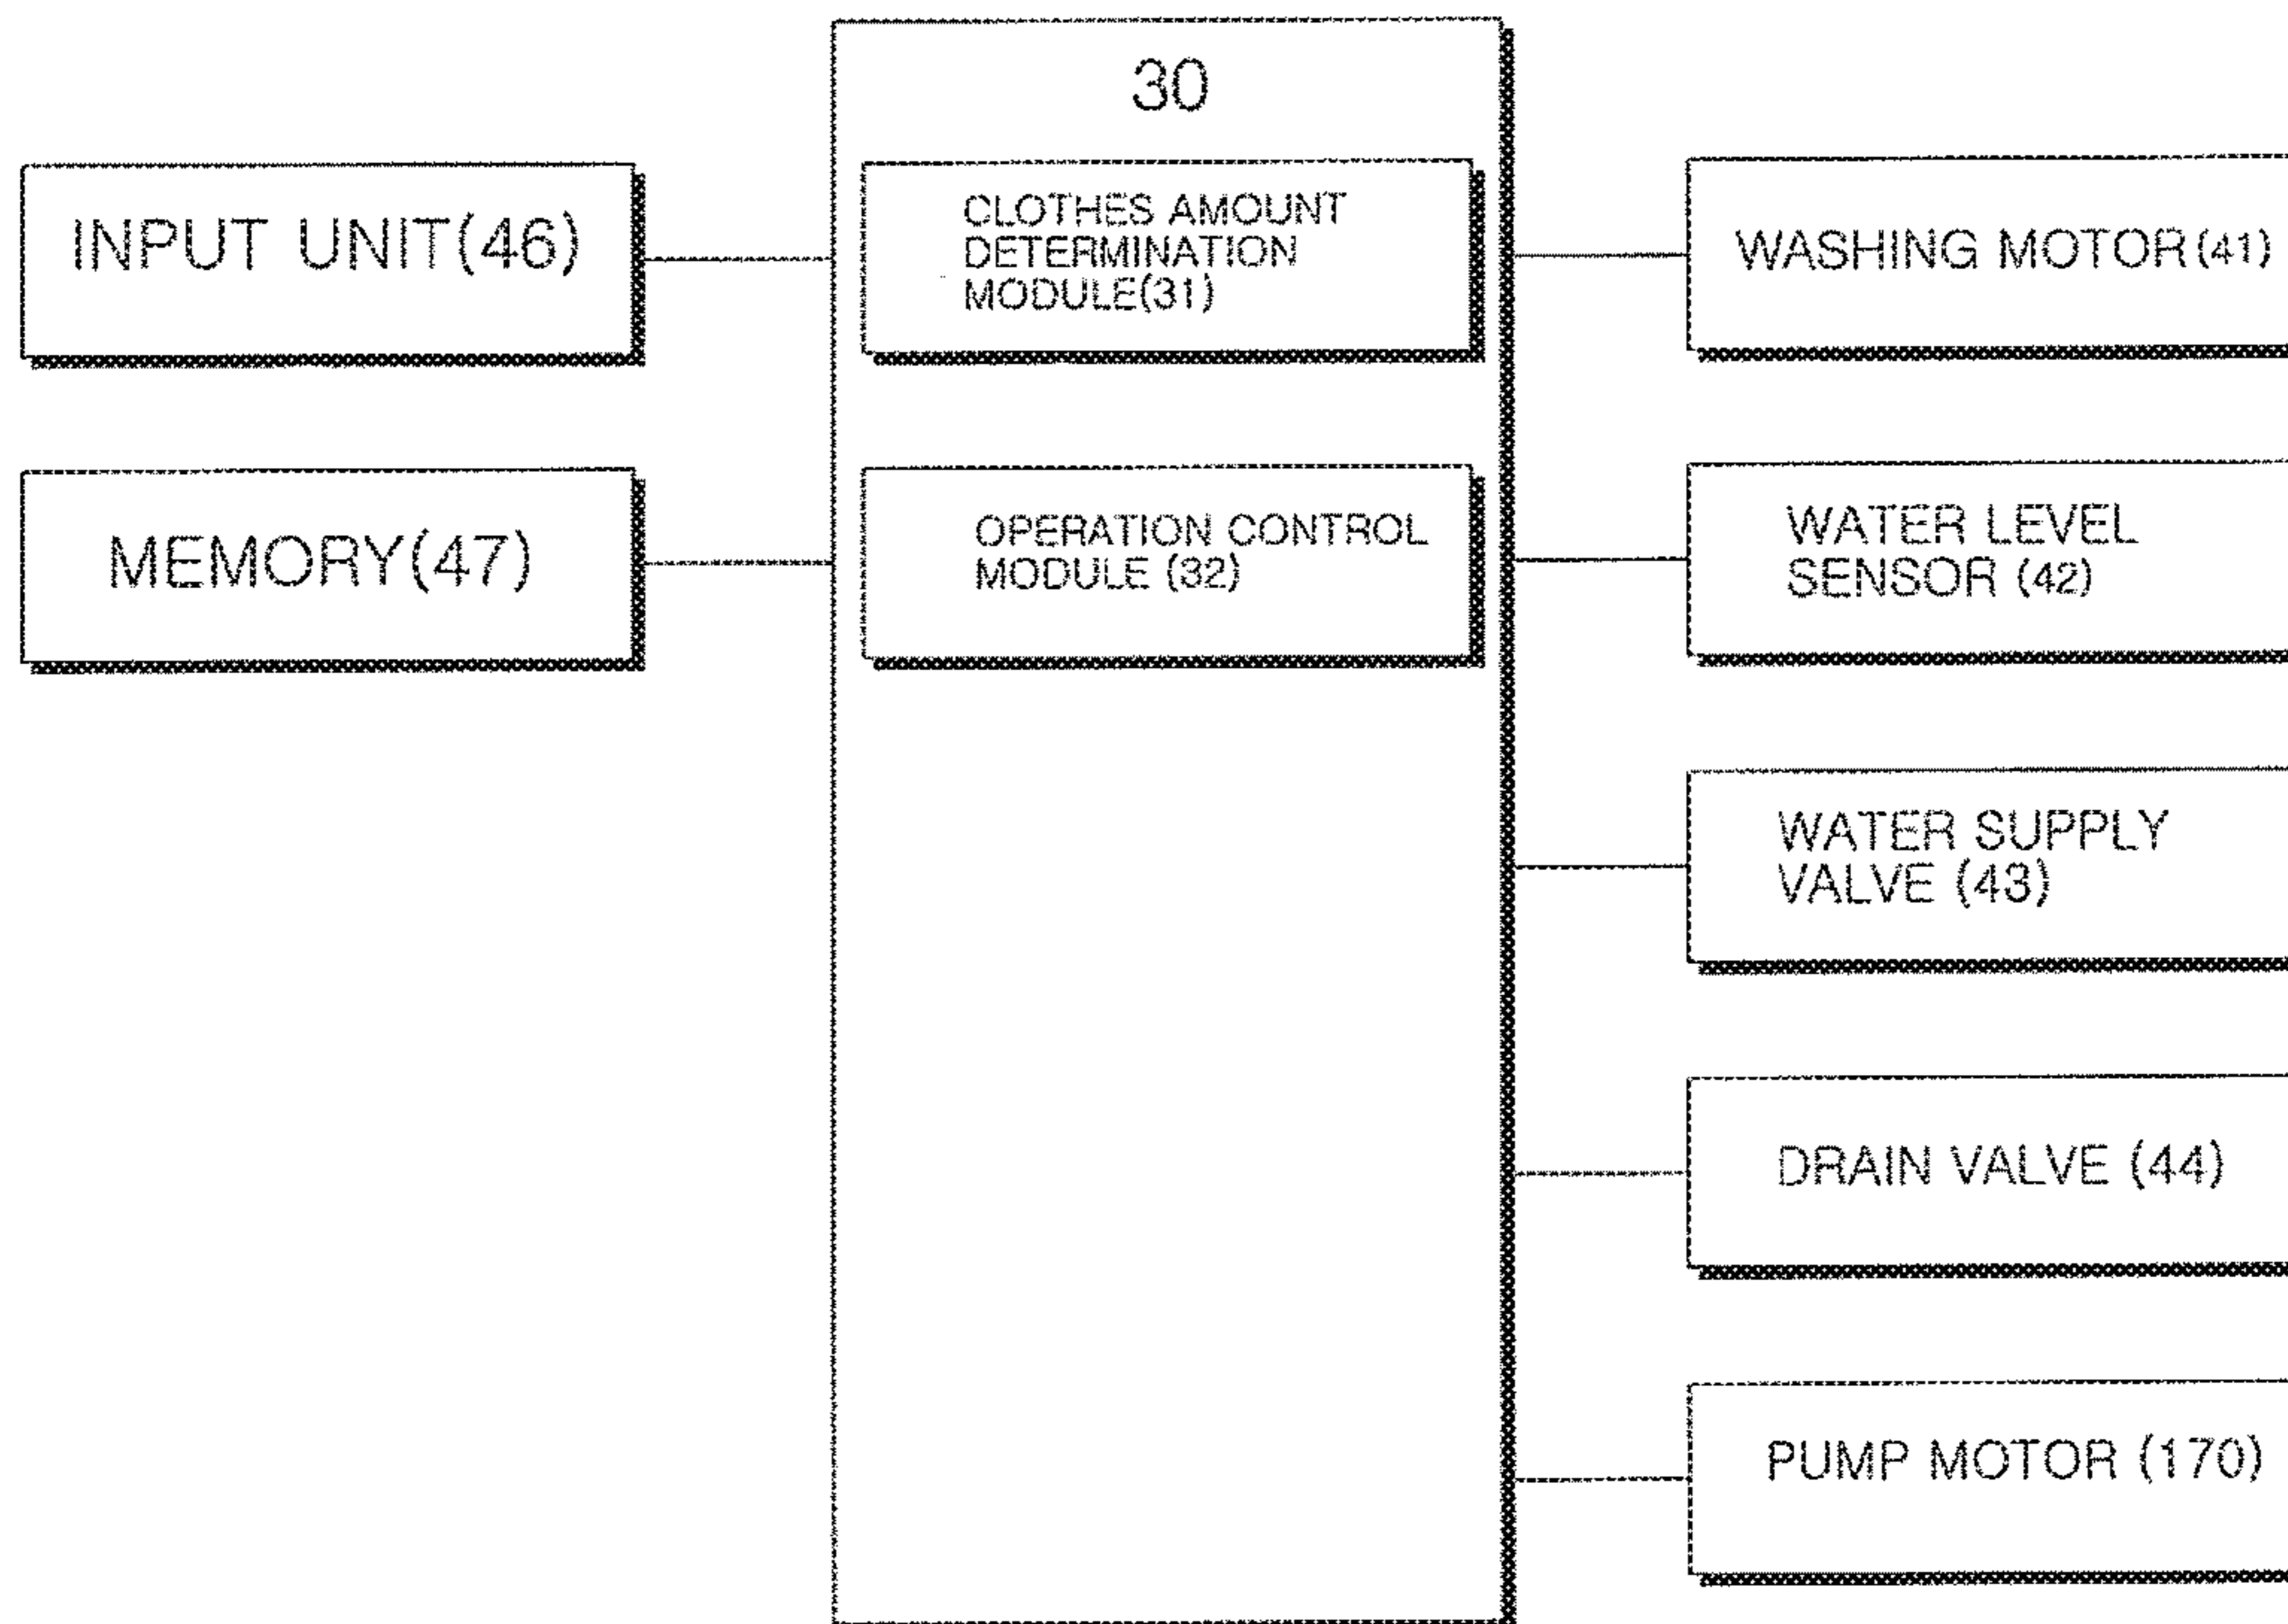 30
INPUT UNIT(46)
MEMORY(47)
CLOTHES AMOUNT
DETERMINATION
MODULE(31)
OPERATION CONTROL
MODULE (32)
WASHING MOTOR(41)
WATER LEVEL
SENSOR (42)
WATER SUPPLY
VALVE (43)
DRAIN VALVE (44)
PUMP MOTOR (170)